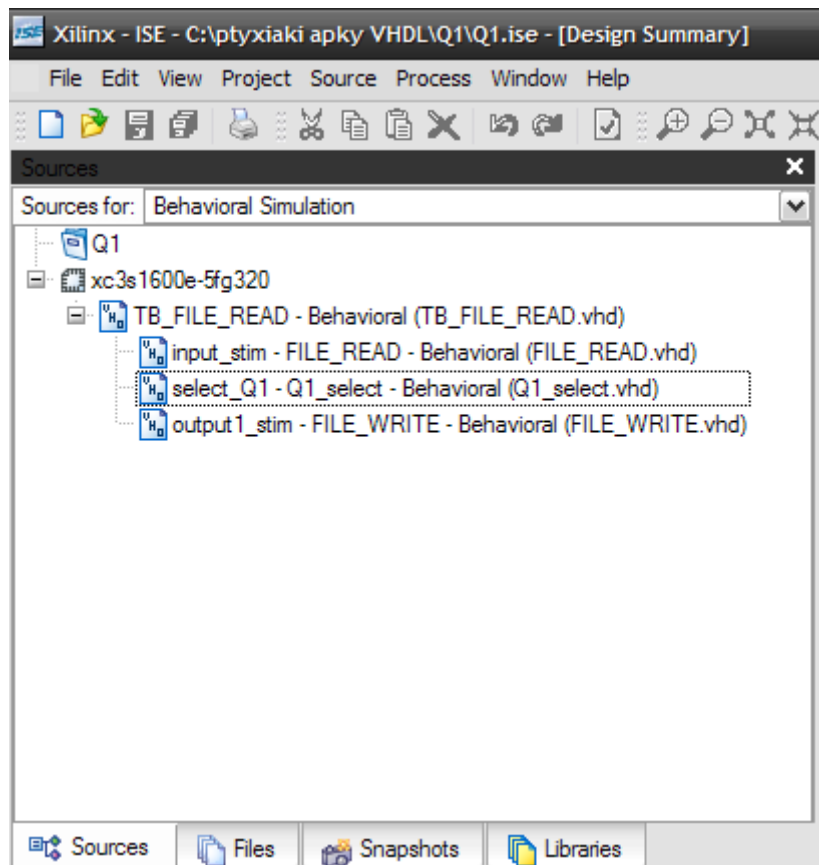 ISE Xilinx - ISE - C:\ptyxiaki apky VHDL\Q1\Q1.ise - [Design Summary]
File Edit View Project Source Process Window Help
Sources
Sources for: Behavioral Simulation
Q1
xc3s1600e-5fg320
TB_FILE_READ - Behavioral (TB_FILE_READ.vhd)
input_stim - FILE_READ - Behavioral (FILE_READ.vhd)
select_Q1 - Q1_select - Behavioral (Q1_select.vhd)
output1_stim - FILE_WRITE - Behavioral (FILE_WRITE.vhd)
Sources Files Snapshots Libraries